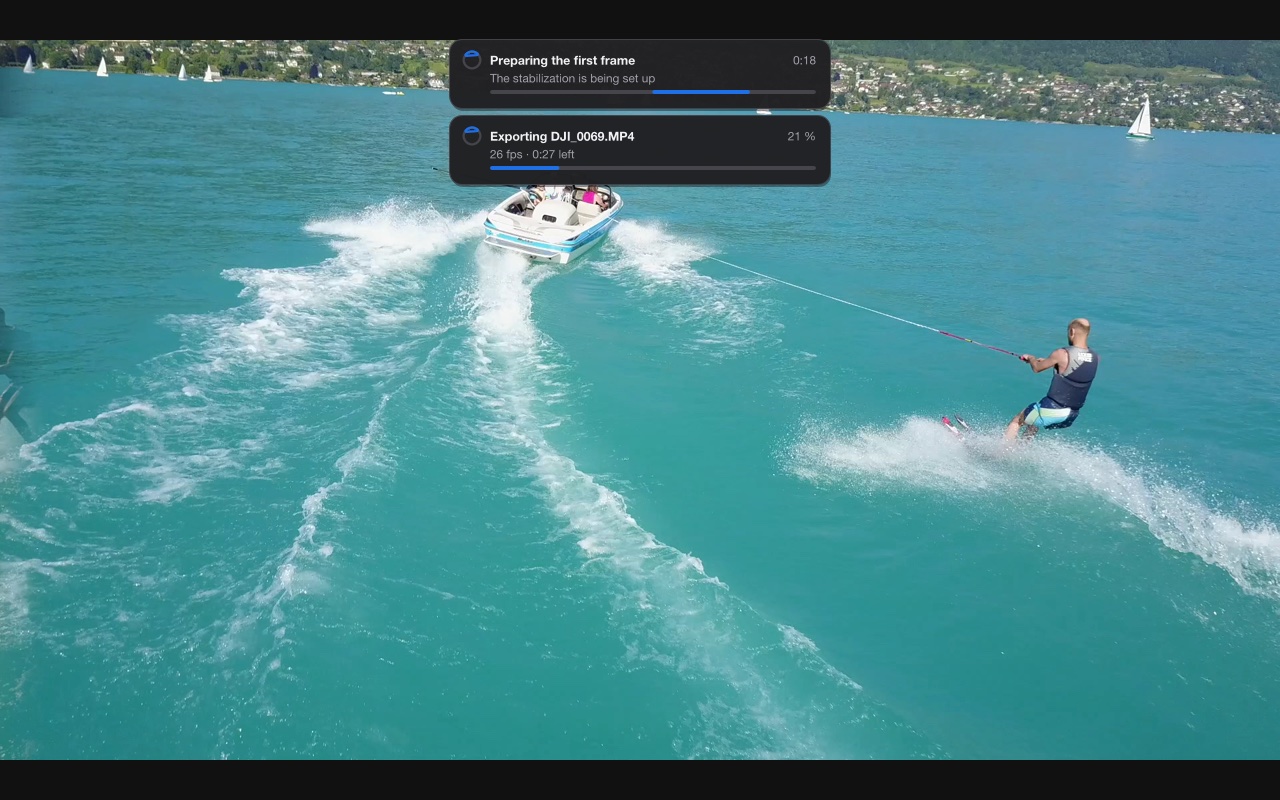 Preparing the first frame
0:18
The stabilization is being set up
Exporting DJI_0069.MP4
21 %
26 fps · 0:27 left